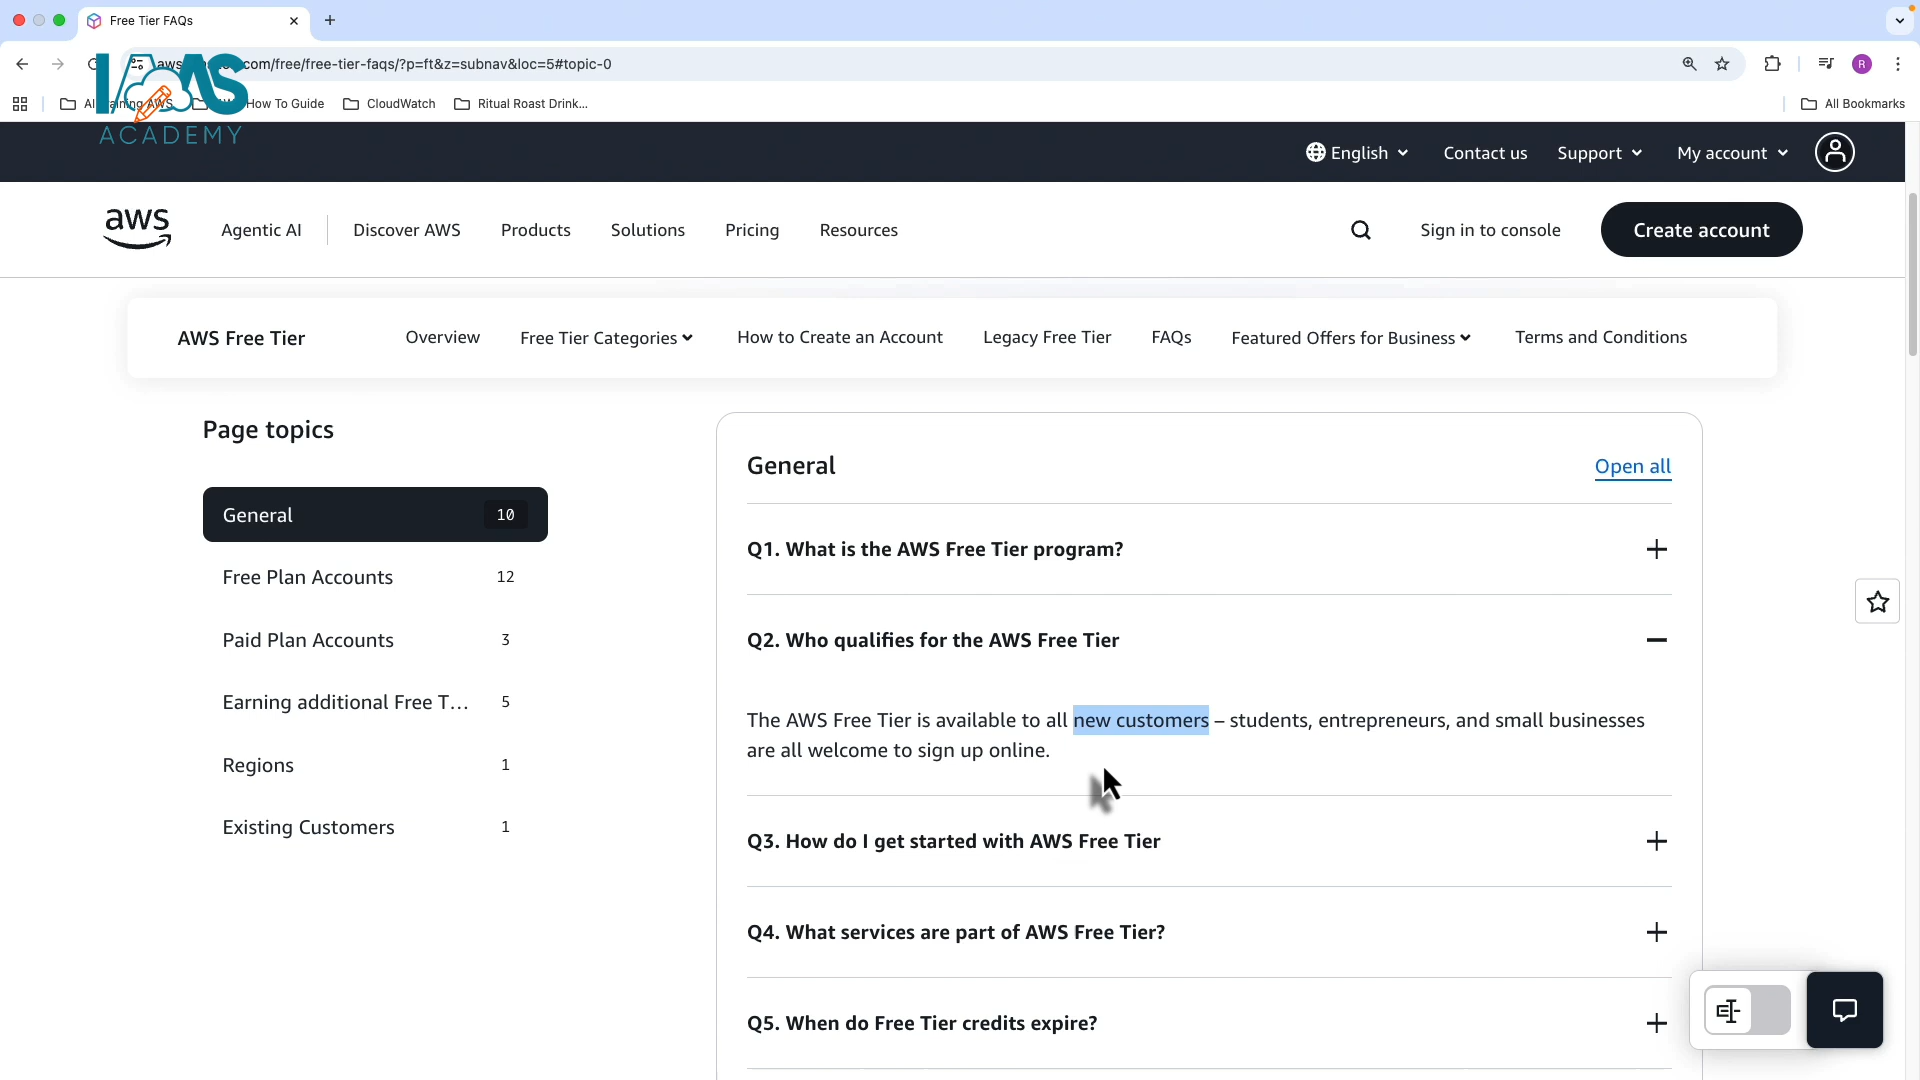 Free Tier FAQs
com/free/free-tier-faqs/?p=ft&z=subnav&loc=5#topic-0
R
How To Guide
CloudWatch
Ritual Roast Drink...
All Bookmarks
ACADEMY
English
Contact us
Support
My account
aws
Agentic AI
Discover AWS
Products
Solutions
Pricing
Resources
Sign in to console
Create account
AWS Free Tier
Overview
Free Tier Categories
How to Create an Account
Legacy Free Tier
FAQs
Featured Offers for Business
Terms and Conditions
Page topics
General 10
Free Plan Accounts 12
Paid Plan Accounts 3
Earning additional Free T... 5
Regions 1
Existing Customers 1
General
Open all
Q1. What is the AWS Free Tier program?
Q2. Who qualifies for the AWS Free Tier
The AWS Free Tier is available to all new customers – students, entrepreneurs, and small businesses
are all welcome to sign up online.
Q3. How do I get started with AWS Free Tier
Q4. What services are part of AWS Free Tier?
Q5. When do Free Tier credits expire?